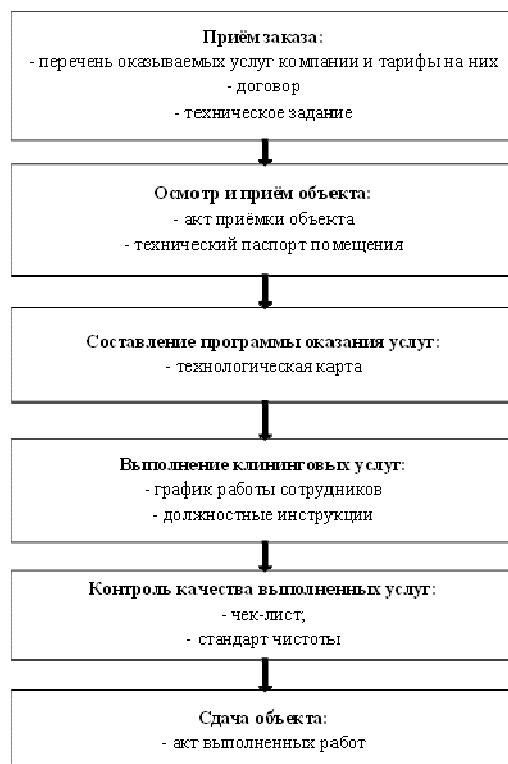 Приём заказа:
- перечень оказываемых услуг компании и тарифы на них
- договор
- техническое задание
Осмотр и приём объекта:
- акт приёмки объекта
- технический паспорт помещения
Составление программы оказания услуг:
- технологическая карта
Выполнение клининговых услуг:
- график работы сотрудников
- должностные инструкции
Контроль качества выполненных услуг:
- чек-лист,
- стандарт чистоты
Сдача объекта:
- акт выполненных работ